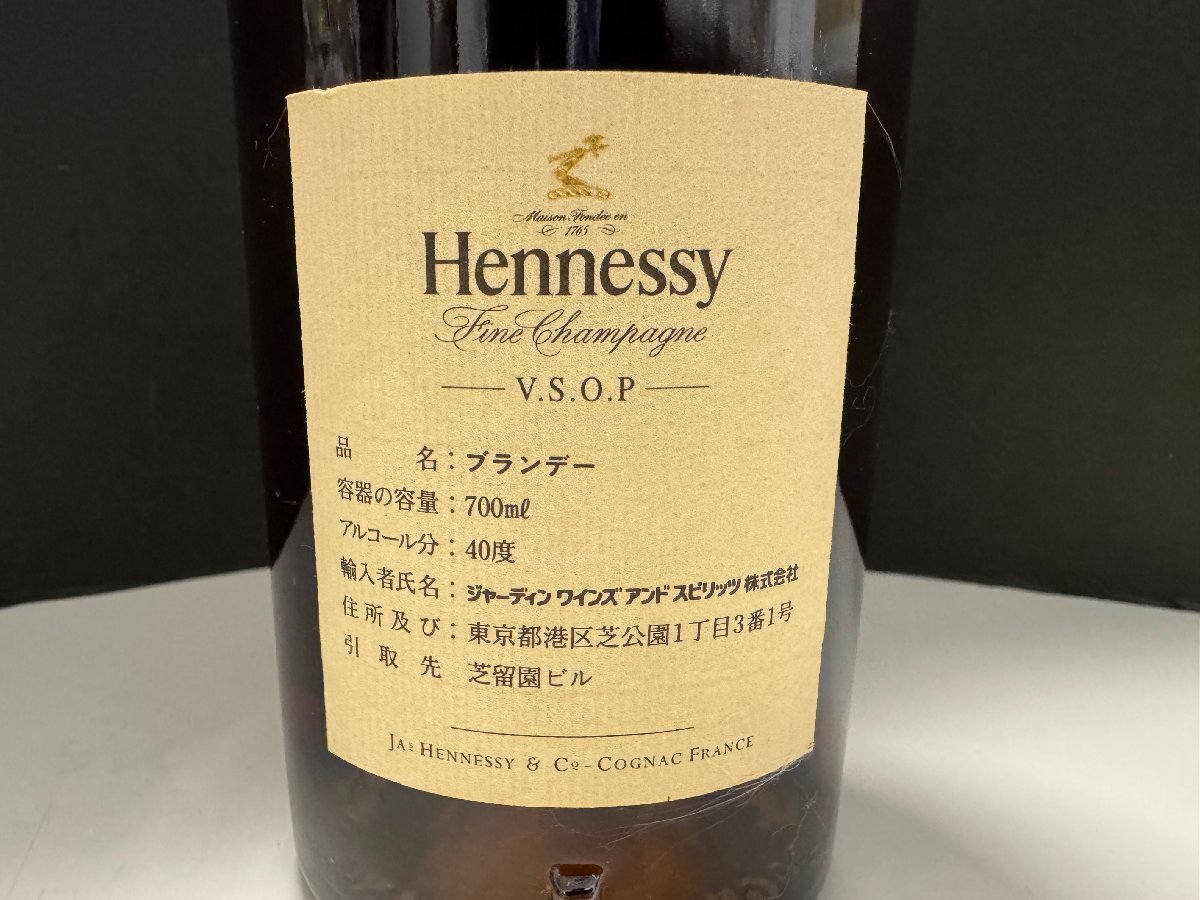 Maison Fondée en
1765
Hennessy
Fine Champagne
V.S.O.P
品名：ブランデー
容器の容量：700mℓ
アルコール分：40度
輸入者氏名：ジャーディン ワインズ アンド スピリッツ 株式会社
住所及び：東京都港区芝公園1丁目3番1号
引取先 芝留園ビル
JAS HENNESSY & Cº - COGNAC FRANCE